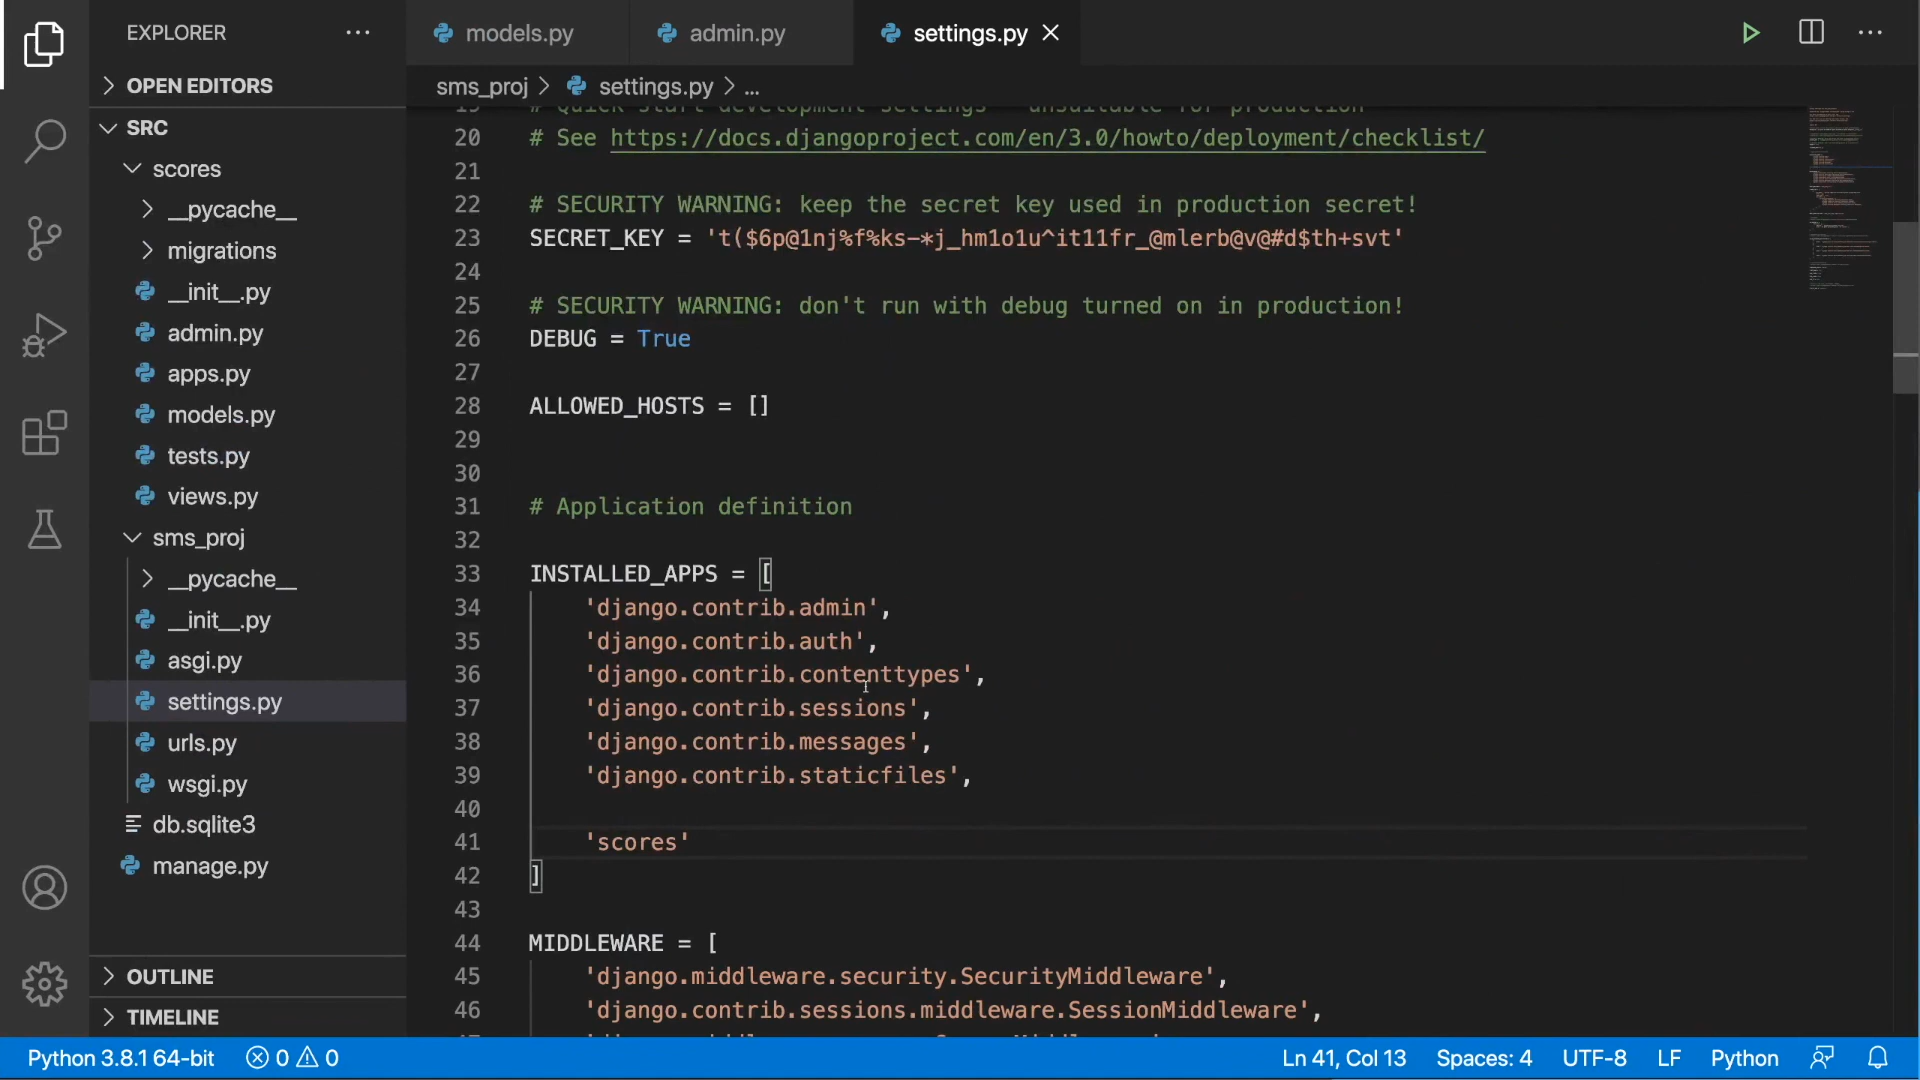 EXPLORER
models.py
admin.py
settings.py
OPEN EDITORS
sms_proj > settings.py > ...
SRC
scores
__pycache__
migrations
__init__.py
admin.py
apps.py
models.py
tests.py
views.py
sms_proj
__pycache__
__init__.py
asgi.py
settings.py
urls.py
wsgi.py
db.sqlite3
manage.py
OUTLINE
TIMELINE
19 # Quick-start development settings - unsuitable for production
20 # See https://docs.djangoproject.com/en/3.0/howto/deployment/checklist/
21
22 # SECURITY WARNING: keep the secret key used in production secret!
23 SECRET_KEY = 't($6p@1nj%f%ks-*j_hm1o1u^it11fr_@mlerb@v@#d$th+svt'
24
25 # SECURITY WARNING: don't run with debug turned on in production!
26 DEBUG = True
27
28 ALLOWED_HOSTS = []
29
30
31 # Application definition
32
33 INSTALLED_APPS = [
34 'django.contrib.admin',
35 'django.contrib.auth',
36 'django.contrib.contenttypes',
37 'django.contrib.sessions',
38 'django.contrib.messages',
39 'django.contrib.staticfiles',
40
41 'scores'
42 ]
43
44 MIDDLEWARE = [
45 'django.middleware.security.SecurityMiddleware',
46 'django.contrib.sessions.middleware.SessionMiddleware',
Python 3.8.1 64-bit 0 0 Ln 41, Col 13 Spaces: 4 UTF-8 LF Python